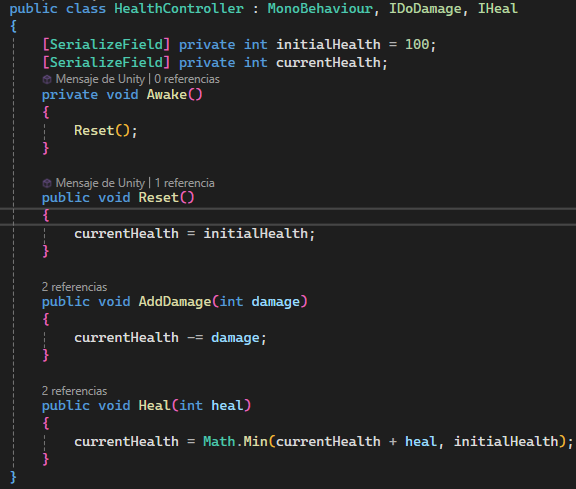 public class HealthController : MonoBehaviour, IDoDamage, IHeal
{
[SerializeField] private int initialHealth = 100;
[SerializeField] private int currentHealth;
Mensaje de Unity | 0 referencias
private void Awake()
{
Reset();
}
Mensaje de Unity | 1 referencia
public void Reset()
{
currentHealth = initialHealth;
}
2 referencias
public void AddDamage(int damage)
{
currentHealth -= damage;
}
2 referencias
public void Heal(int heal)
{
currentHealth = Math.Min(currentHealth + heal, initialHealth);
}
}